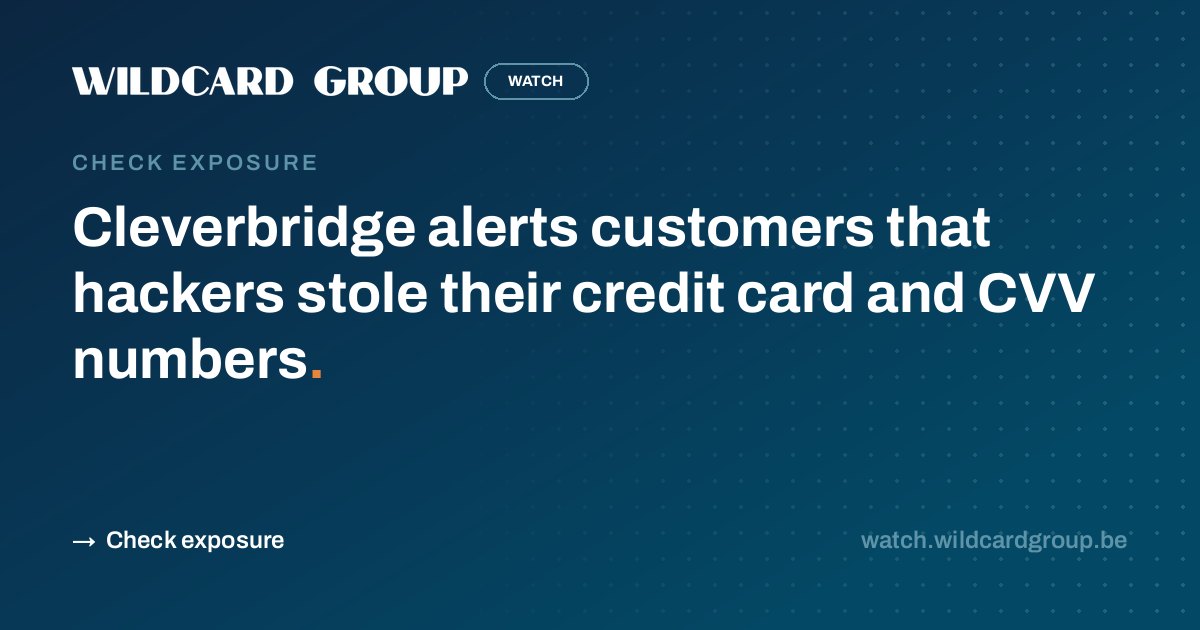 WILDCARD GROUP WATCH
CHECK EXPOSURE
Cleverbridge alerts customers that
hackers stole their credit card and CVV
numbers.
→ Check exposure
watch.wildcardgroup.be